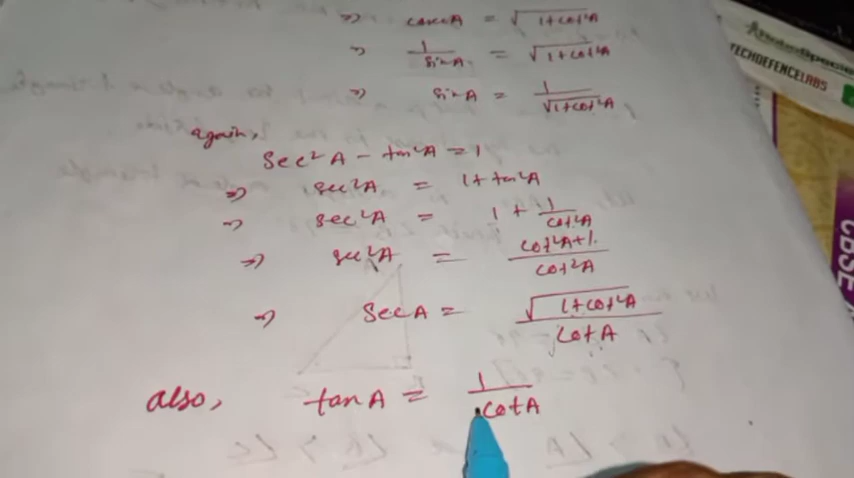 ⇒ cosecA = √1+cot²A
⇒ 1/sinA = √1+cot²A
⇒ sinA = 1/√1+cot²A
again,
Sec²A - tan²A = 1
⇒ sec²A = 1+tan²A
⇒ sec²A = 1 + 1/cot²A
⇒ sec²A = cot²A+1/cot²A
⇒ SecA = √1+cot²A/cotA
also, tanA = 1/cotA
TECHDEFENCELABS
CBSE